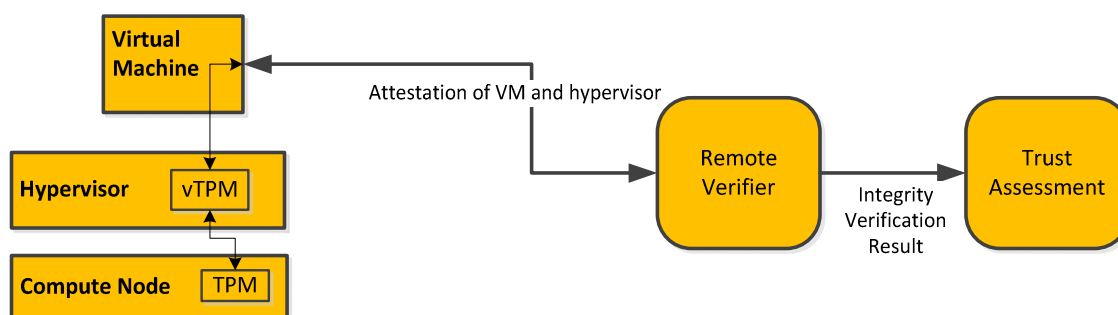 Virtual
Machine
Attestation of VM and hypervisor
Hypervisor
vTPM
Compute Node
TPM
Remote
Verifier
Integrity
Verification
Result
Trust
Assessment